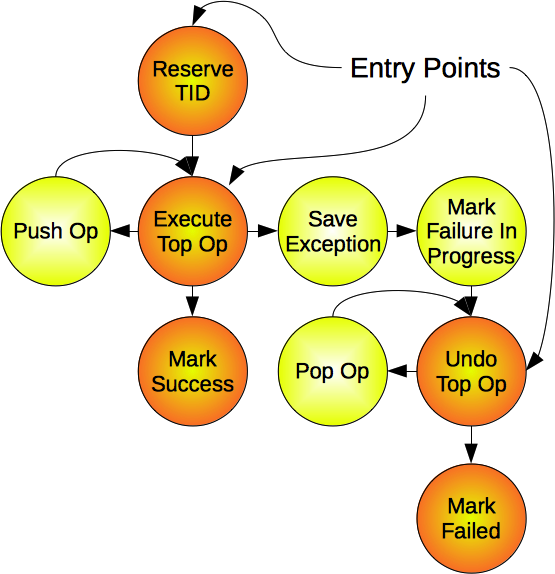 Reserve
TID
Entry Points
Push Op
Execute
Top Op
Save
Exception
Mark
Failure In
Progress
Mark
Success
Pop Op
Undo
Top Op
Mark
Failed